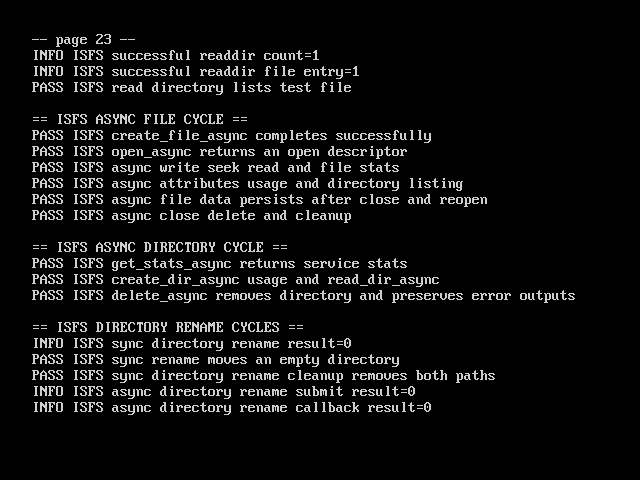 -- page 23 --
INFO ISFS successful readdir count=1
INFO ISFS successful readdir file entry=1
PASS ISFS read directory lists test file
== ISFS ASYNC FILE CYCLE ==
PASS ISFS create_file_async completes successfully
PASS ISFS open_async returns an open descriptor
PASS ISFS async write seek read and file stats
PASS ISFS async attributes usage and directory listing
PASS ISFS async file data persists after close and reopen
PASS ISFS async close delete and cleanup
== ISFS ASYNC DIRECTORY CYCLE ==
PASS ISFS get_stats_async returns service stats
PASS ISFS create_dir_async usage and read_dir_async
PASS ISFS delete_async removes directory and preserves error outputs
== ISFS DIRECTORY RENAME CYCLES ==
INFO ISFS sync directory rename result=0
PASS ISFS sync rename moves an empty directory
PASS ISFS sync directory rename cleanup removes both paths
INFO ISFS async directory rename submit result=0
INFO ISFS async directory rename callback result=0